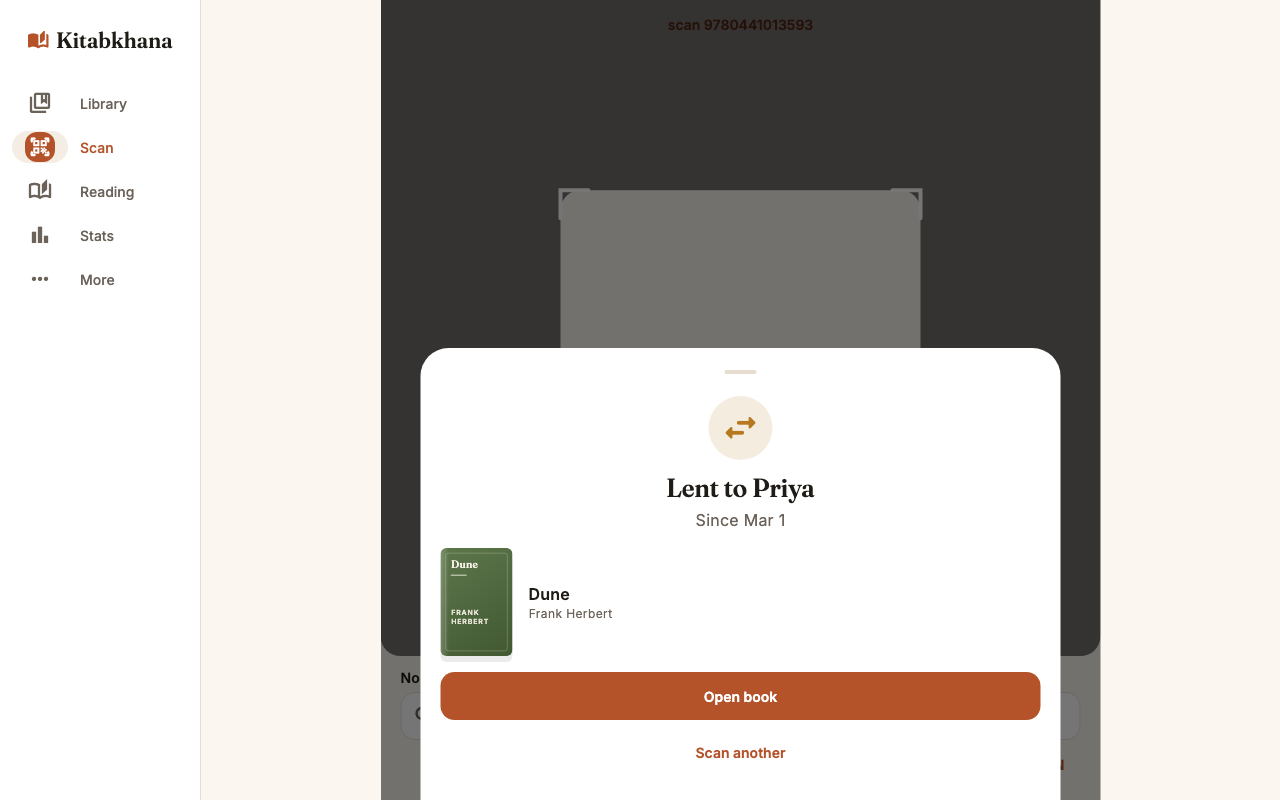 Kitabkhana
Library
Scan
Reading
Stats
More
scan 9780441013593
Lent to Priya
Since Mar 1
Dune
FRANK
HERBERT
Dune
Frank Herbert
No
Open book
Scan another